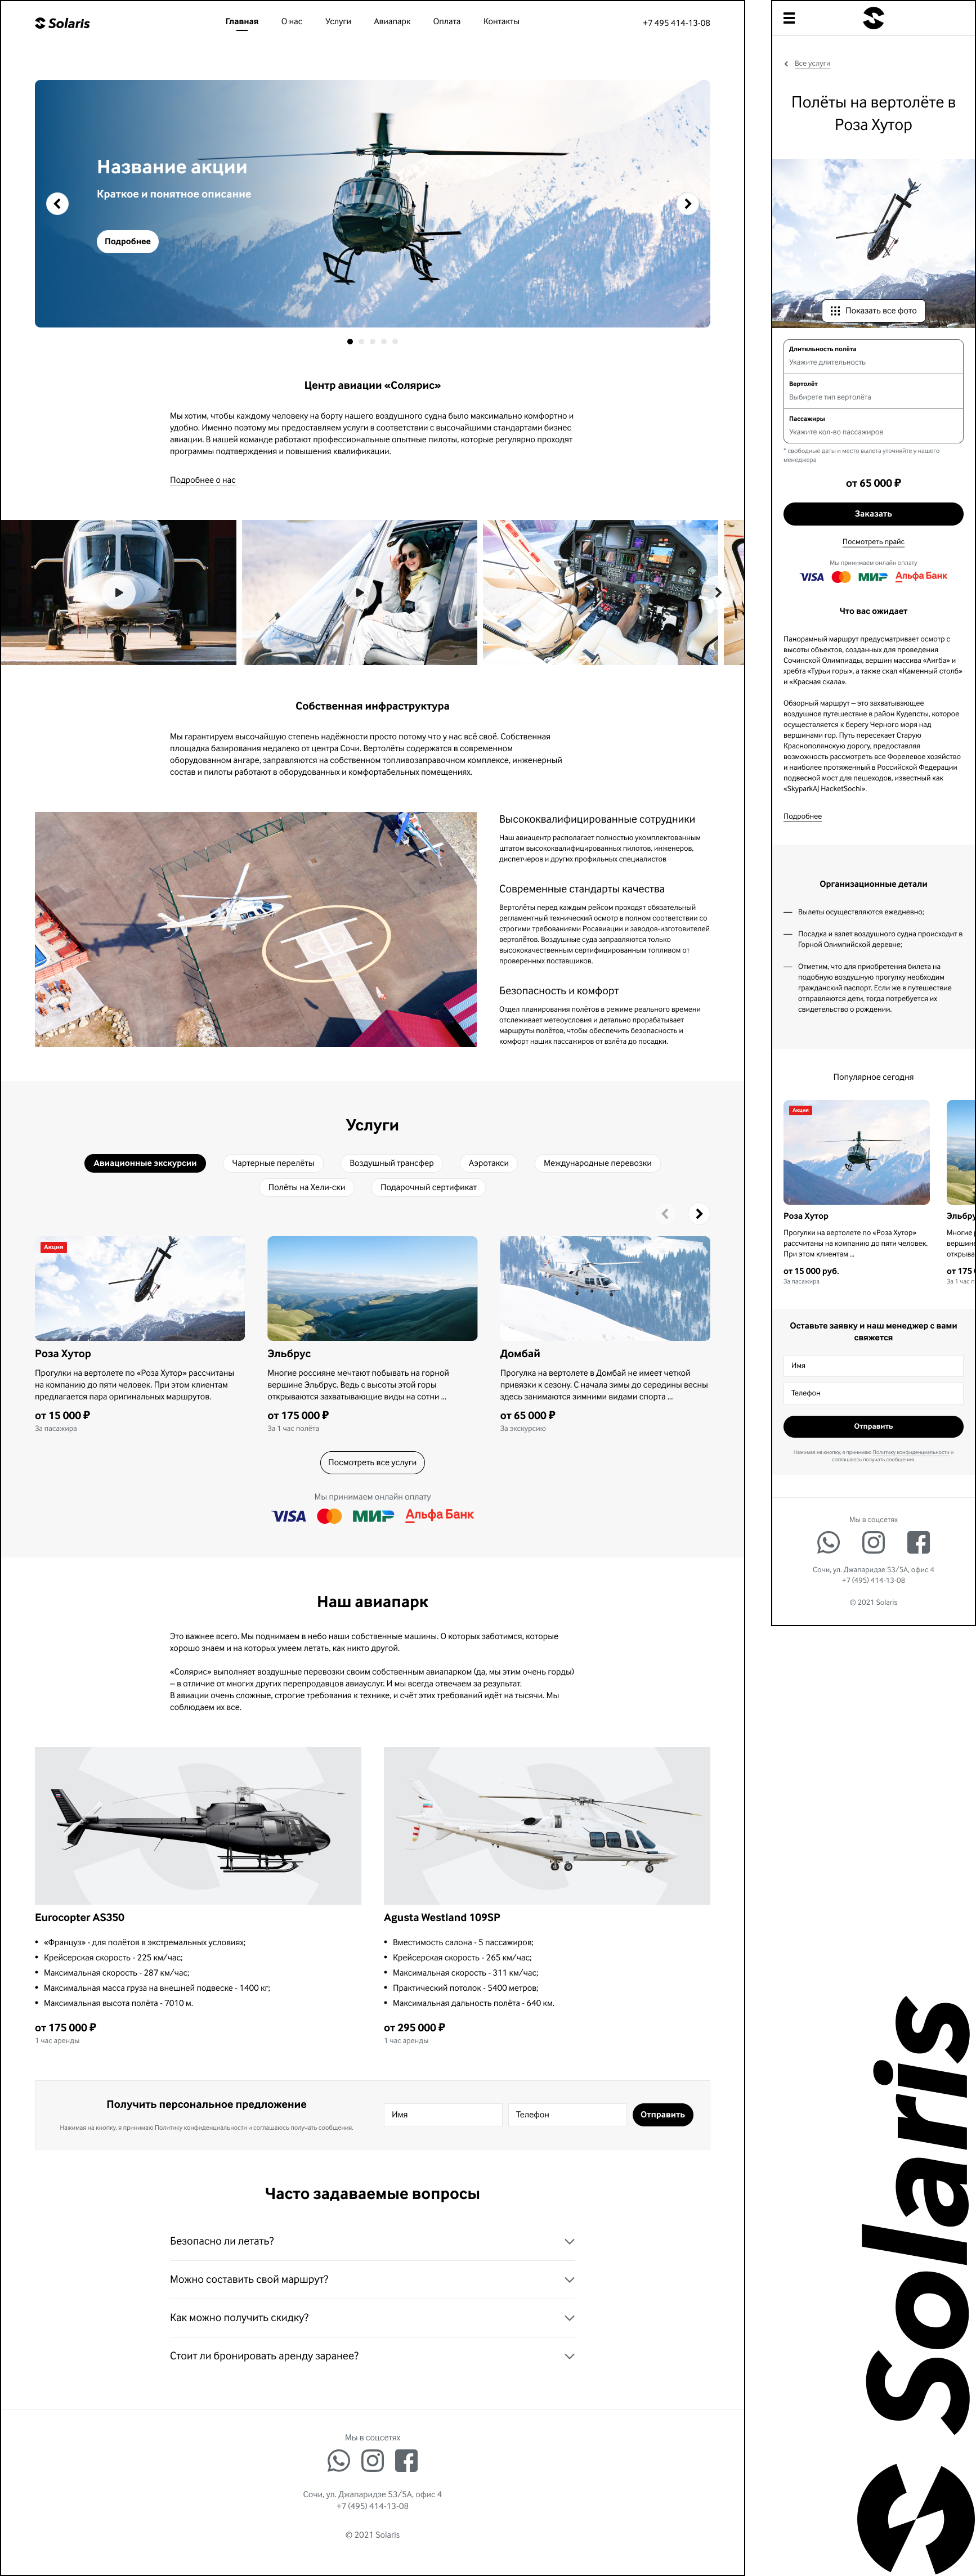 Solaris
Главная
О нас
Услуги
Авиапарк
Оплата
Контакты
+7 495 414-13-08
Название акции
Краткое и понятное описание
Подробнее
Центр авиации «Солярис»
Мы хотим, чтобы каждому человеку на борту нашего воздушного судна было максимально комфортно и
удобно. Именно поэтому мы предоставляем услуги в соответствии с высочайшими стандартами бизнес
авиации. В нашей команде работают профессиональные опытные пилоты, которые регулярно проходят
программы подтверждения и повышения квалификации.
Подробнее о нас
Собственная инфраструктура
Мы гарантируем высочайшую степень надёжности просто потому что у нас всё своё. Собственная
площадка базирования недалеко от центра Сочи. Вертолёты содержатся в современном
оборудованном ангаре, заправляются на собственном топливозаправочном комплексе, инженерный
состав и пилоты работают в оборудованных и комфортабельных помещениях.
Высококвалифицированные сотрудники
Наш авиацентр располагает полностью укомплектованным
штатом высококвалифицированных пилотов, инженеров,
диспетчеров и других профильных специалистов
Современные стандарты качества
Вертолёты перед каждым рейсом проходят обязательный
регламентный технический осмотр в полном соответствии со
строгими требованиями Росавиации и заводов-изготовителей
вертолётов. Воздушные суда заправляются только
высококачественным сертифицированным топливом от
проверенных поставщиков.
Безопасность и комфорт
Отдел планирования полётов в режиме реального времени
отслеживает метеоусловия и детально прорабатывает
маршруты полётов, чтобы обеспечить безопасность и
комфорт наших пассажиров от взлёта до посадки.
Услуги
Авиационные экскурсии
Чартерные перелёты
Воздушный трансфер
Аэротакси
Международные перевозки
Полёты на Хели-ски
Подарочный сертификат
Акция
Роза Хутор
Прогулки на вертолете по «Роза Хутор» рассчитаны
на компанию до пяти человек. При этом клиентам
предлагается пара оригинальных маршрутов.
от 15 000 ₽
За пасажира
Эльбрус
Многие россияне мечтают побывать на горной
вершине Эльбрус. Ведь с высоты этой горы
открываются захватывающие виды на сотни ...
от 175 000 ₽
За 1 час полёта
Домбай
Прогулка на вертолете в Домбай не имеет четкой
привязки к сезону. С начала зимы до середины весны
здесь занимаются зимними видами спорта ...
от 65 000 ₽
За экскурсию
Посмотреть все услуги
Мы принимаем онлайн оплату
VISA
МИР
Альфа Банк
Наш авиапарк
Это важнее всего. Мы поднимаем в небо наши собственные машины. О которых заботимся, которые
хорошо знаем и на которых умеем летать, как никто другой.
«Солярис» выполняет воздушные перевозки своим собственным авиапарком (да, мы этим очень горды)
– в отличие от многих других перепродавцов авиауслуг. И мы всегда отвечаем за результат.
В авиации очень сложные, строгие требования к технике, и счёт этих требований идёт на тысячи. Мы
соблюдаем их все.
Eurocopter AS350
«Француз» - для полётов в экстремальных условиях;
Крейсерская скорость - 225 км/час;
Максимальная скорость - 287 км/час;
Максимальная масса груза на внешней подвеске - 1400 кг;
Максимальная высота полёта - 7010 м.
от 175 000 ₽
1 час аренды
Agusta Westland 109SP
Вместимость салона - 5 пассажиров;
Крейсерская скорость - 265 км/час;
Максимальная скорость - 311 км/час;
Практический потолок - 5400 метров;
Максимальная дальность полёта - 640 км.
от 295 000 ₽
1 час аренды
Получить персональное предложение
Нажимая на кнопку, я принимаю Политику конфиденциальности и соглашаюсь получать сообщения.
Имя
Телефон
Отправить
Часто задаваемые вопросы
Безопасно ли летать?
Можно составить свой маршрут?
Как можно получить скидку?
Стоит ли бронировать аренду заранее?
Мы в соцсетях
Сочи, ул. Джапаридзе 53/5А, офис 4
+7 (495) 414-13-08
© 2021 Solaris
Все услуги
Полёты на вертолёте в
Роза Хутор
Показать все фото
Длительность полёта
Укажите длительность
Вертолёт
Выбирете тип вертолёта
Пассажиры
Укажите кол-во пассажиров
* свободные даты и место вылета уточняйте у нашего
менеджера
от 65 000 ₽
Заказать
Посмотреть прайс
Мы принимаем онлайн оплату
VISA
МИР
Альфа Банк
Что вас ожидает
Панорамный маршрут предусматривает осмотр с
высоты объектов, созданных для проведения
Сочинской Олимпиады, вершин массива «Аигба» и
хребта «Турьи горы», а также скал «Каменный столб»
и «Красная скала».
Обзорный маршрут – это захватывающее
воздушное путешествие в район Кудепсты, которое
осуществляется к берегу Черного моря над
вершинами гор. Путь пересекает Старую
Краснополянскую дорогу, предоставляя
возможность рассмотреть все Форелевое хозяйство
и наиболее протяженный в Российской Федерации
подвесной мост для пешеходов, известный как
«SkyparkAJ HacketSochi».
Подробнее
Организационные детали
— Вылеты осуществляются ежедневно;
— Посадка и взлет воздушного судна происходит в
Горной Олимпийской деревне;
— Отметим, что для приобретения билета на
подобную воздушную прогулку необходим
гражданский паспорт. Если же в путешествие
отправляются дети, тогда потребуется их
свидетельство о рождении.
Популярное сегодня
Акция
Роза Хутор
Прогулки на вертолете по «Роза Хутор»
рассчитаны на компанию до пяти человек.
При этом клиентам ...
от 15 000 руб.
За пасажира
Эльбру
Многие
вершине
открыва
от 175
За 1 час п
Оставьте заявку и наш менеджер с вами
свяжется
Имя
Телефон
Отправить
Нажимая на кнопку, я принимаю Политику конфиденциальности и
соглашаюсь получать сообщения.
Мы в соцсетях
Сочи, ул. Джапаридзе 53/5А, офис 4
+7 (495) 414-13-08
© 2021 Solaris
Solaris